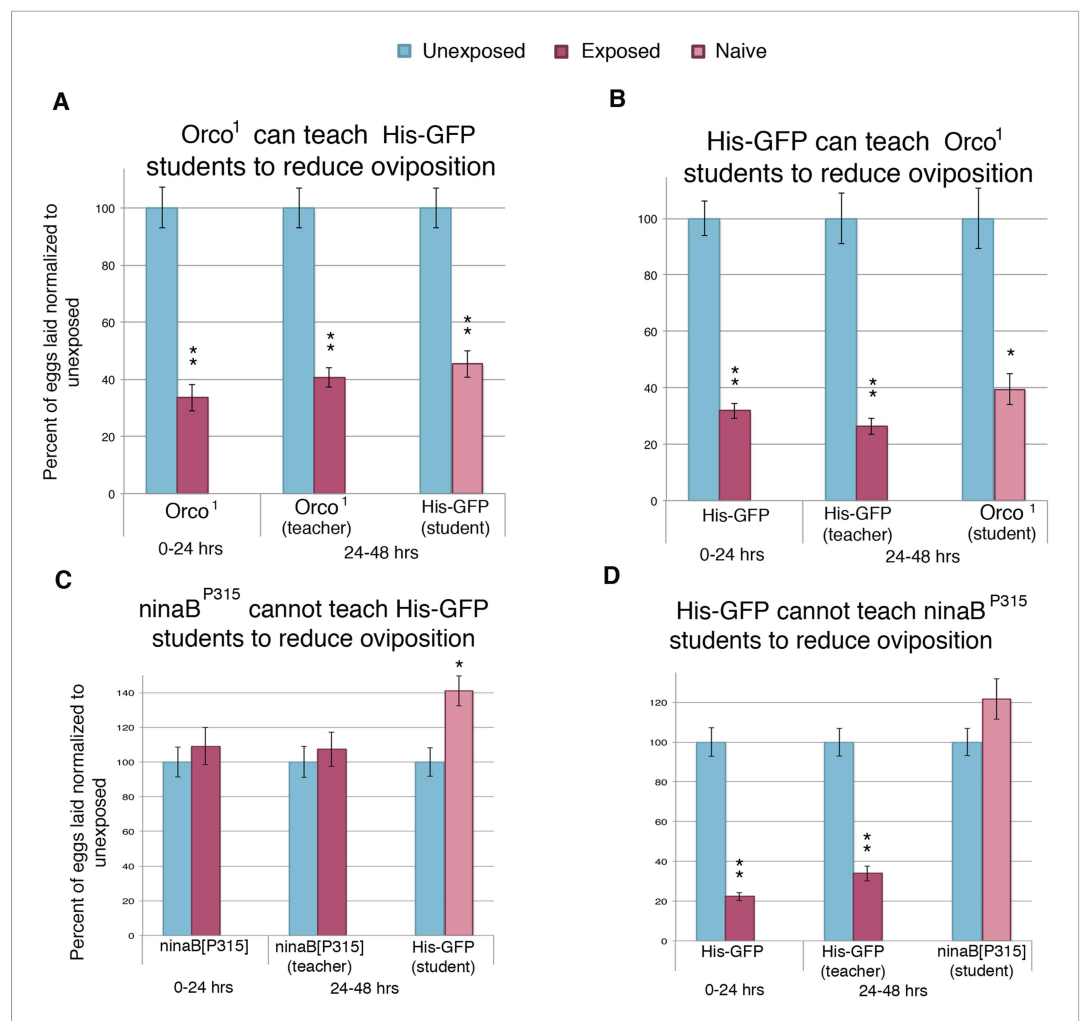 Unexposed Exposed Naive
A
Orco1 can teach His-GFP
students to reduce oviposition
Percent of eggs laid normalized to
unexposed
100
80
60
40
20
0
**
**
**
Orco1
Orco1
(teacher)
His-GFP
(student)
0-24 hrs
24-48 hrs
B
His-GFP can teach Orco1
students to reduce oviposition
100
80
60
40
20
0
**
**
*
His-GFP
His-GFP
(teacher)
Orco1
(student)
0-24 hrs
24-48 hrs
C
ninaBP315 cannot teach His-GFP
students to reduce oviposition
Percent of eggs laid normalized to
unexposed
140
120
100
80
60
40
20
0
*
ninaB[P315]
ninaB[P315]
(teacher)
His-GFP
(student)
0-24 hrs
24-48 hrs
D
His-GFP cannot teach ninaBP315
students to reduce oviposition
120
100
80
60
40
20
0
**
**
His-GFP
His-GFP
(teacher)
ninaB[P315]
(student)
0-24 hrs
24-48 hrs